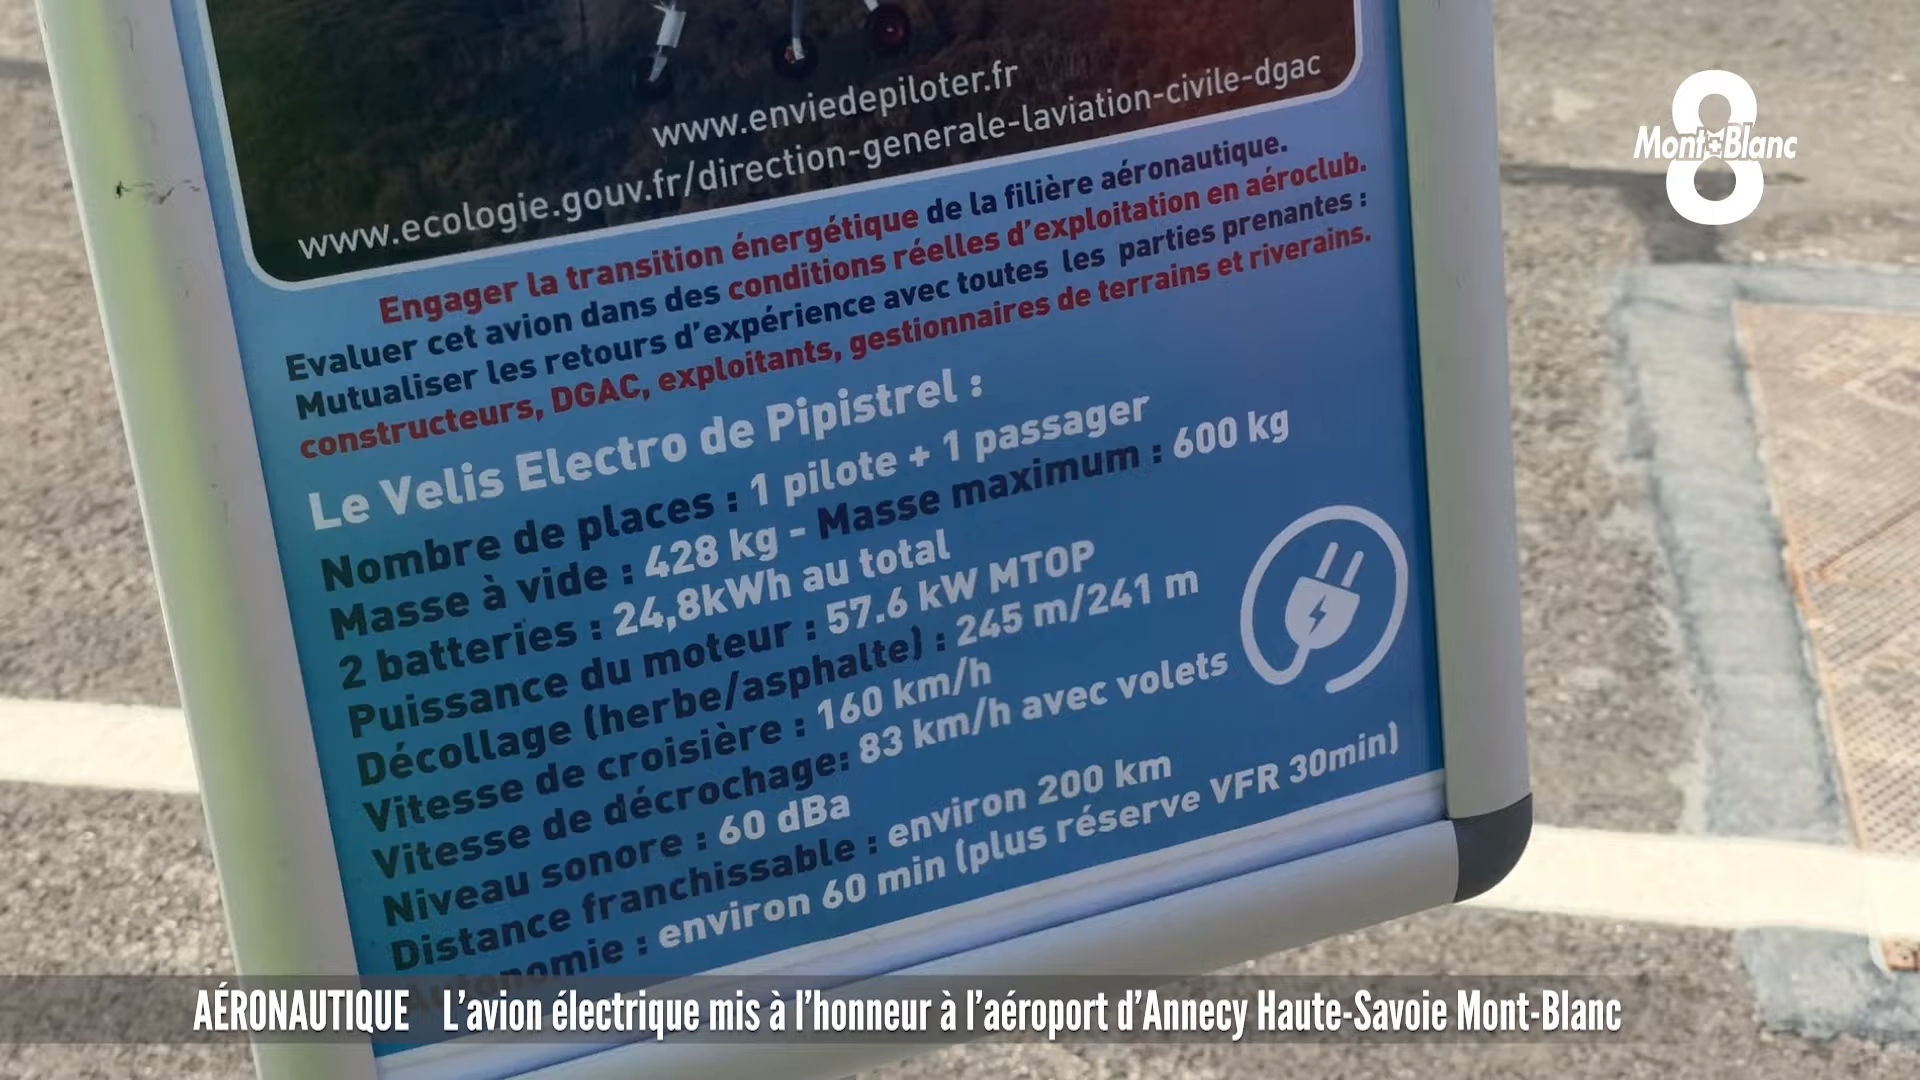 www.enviedepiloter.fr
www.ecologie.gouv.fr/direction-generale-laviation-civile-dgac
Engager la transition énergétique de la filière aéronautique.
Evaluer cet avion dans des conditions réelles d'exploitation en aéroclub.
Mutualiser les retours d'expérience avec toutes les parties prenantes :
constructeurs, DGAC, exploitants, gestionnaires de terrains et riverains.
Le Velis Electro de Pipistrel :
Nombre de places : 1 pilote + 1 passager
Masse à vide : 428 kg - Masse maximum : 600 kg
2 batteries : 24,8kWh au total
Puissance du moteur : 57.6 kW MTOP
Décollage (herbe/asphalte) : 245 m/241 m
Vitesse de croisière : 160 km/h
Vitesse de décrochage: 83 km/h avec volets
Niveau sonore : 60 dBa
Distance franchissable : environ 200 km
Autonomie : environ 60 min (plus réserve VFR 30min)
8
Mont Blanc
AÉRONAUTIQUE L'avion électrique mis à l'honneur à l'aéroport d'Annecy Haute-Savoie Mont-Blanc